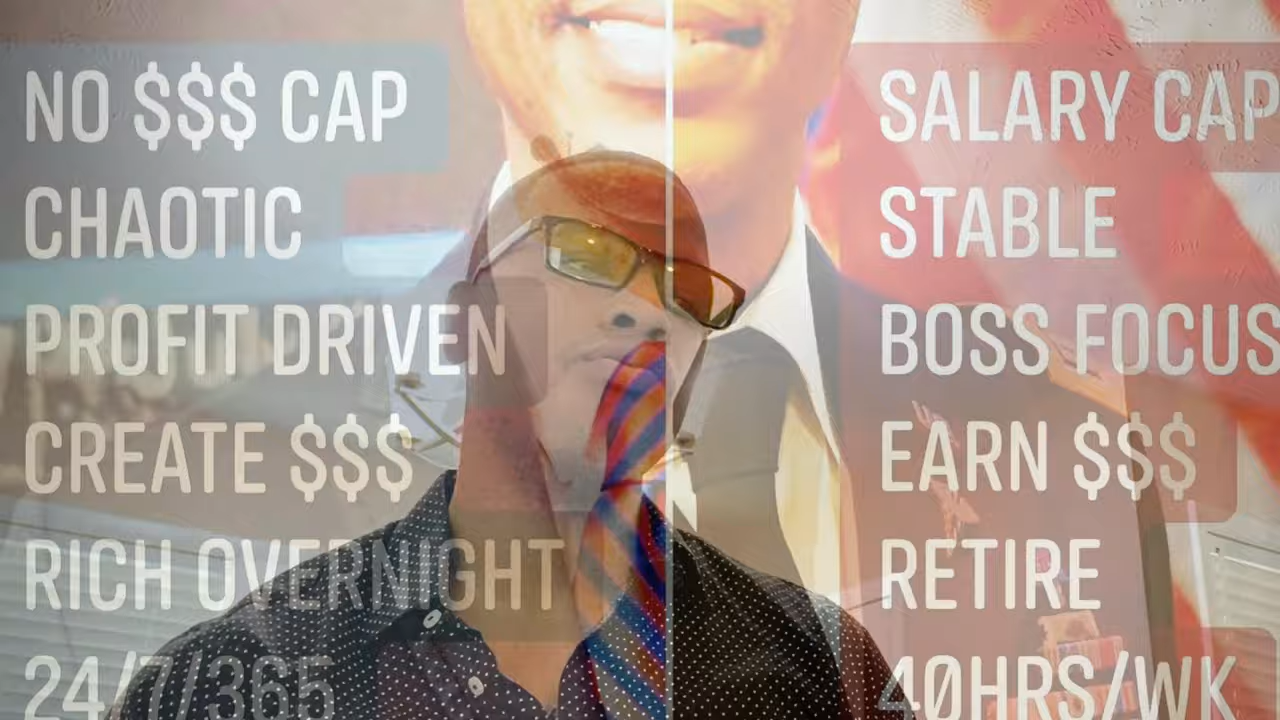 NO $$$ CAP
CHAOTIC
PROFIT DRIVEN
CREATE $$$
RICH OVERNIGHT
24/7/365
SALARY CAP
STABLE
BOSS FOCUS
EARN $$$
RETIRE
40HRS/WK